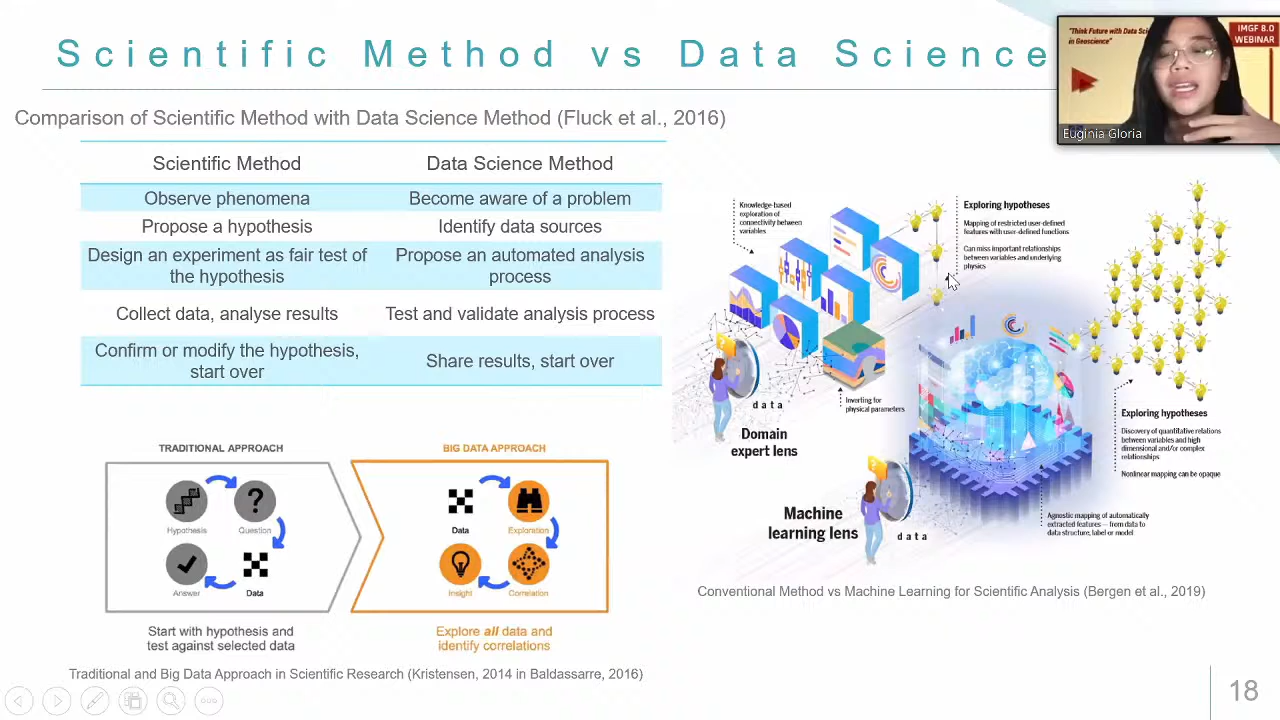 Scientific Method vs Data Science
"Think Future with Data Sci
in Geoscience"
IMGF 8.0
WEBINAR
Euginia Gloria
Comparison of Scientific Method with Data Science Method (Fluck et al., 2016)
Scientific Method Data Science Method
Observe phenomena Become aware of a problem
Propose a hypothesis Identify data sources
Design an experiment as fair test of
the hypothesis
Propose an automated analysis
process
Collect data, analyse results Test and validate analysis process
Confirm or modify the hypothesis,
start over
Share results, start over
TRADITIONAL APPROACH
Hypothesis
Question
Answer
Data
Start with hypothesis and
test against selected data
BIG DATA APPROACH
Data
Exploration
Insight
Correlation
Explore all data and
identify correlations
Traditional and Big Data Approach in Scientific Research (Kristensen, 2014 in Baldassarre, 2016)
Knowledge-based
exploration of
connectivity between
variables
Exploring hypotheses
Mapping of restricted user-defined
features with user-defined functions
Can miss important relationships
between variables and underlying
physics
?
data
Inverting for
physical parameters
Domain
expert lens
Exploring hypotheses
Discovery of quantitative relations
between variables and high
dimensional and/or complex
relationships
Nonlinear mapping can be opaque
?
Machine
learning lens
data
Agnostic mapping of automatically
extracted features — from data to
data structure, label or model
Conventional Method vs Machine Learning for Scientific Analysis (Bergen et al., 2019)
18